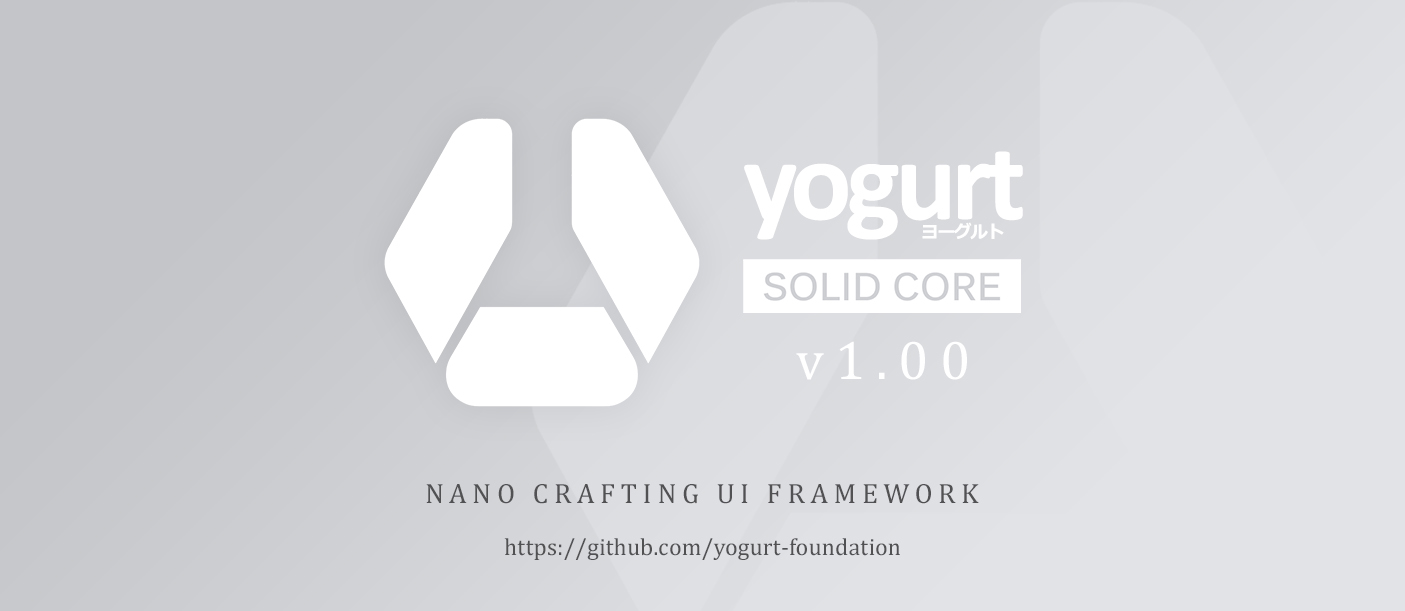 yogurt
ヨーグルト
SOLID CORE
v1.00
NANO CRAFTING UI FRAMEWORK
https://github.com/yogurt-foundation